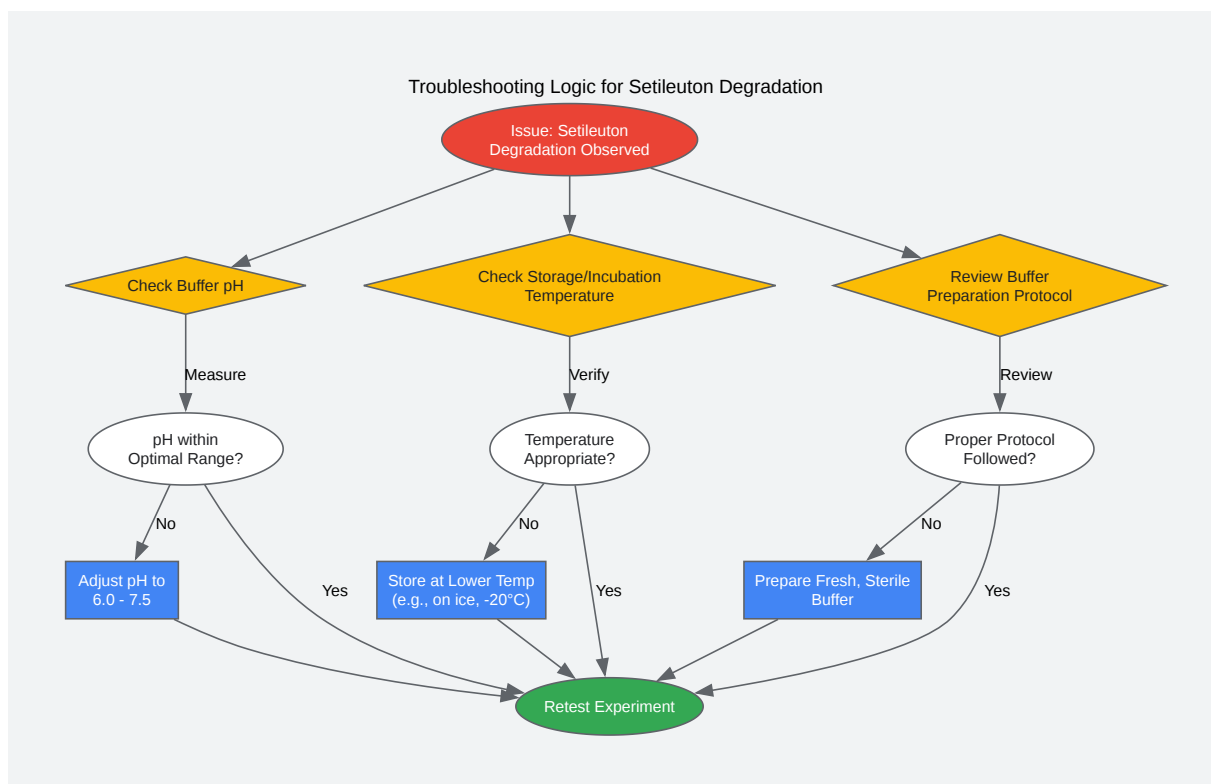 Troubleshooting Logic for Setileuton Degradation
Issue: Setileuton
Degradation Observed
Check Buffer pH
Check Storage/Incubation
Temperature
Review Buffer
Preparation Protocol
Measure
Verify
Review
pH within
Optimal Range?
Temperature
Appropriate?
Proper Protocol
Followed?
No
No
No
Adjust pH to
6.0 - 7.5
Yes
Store at Lower Temp
(e.g., on ice, -20°C)
Yes
Prepare Fresh, Sterile
Buffer
Yes
Retest Experiment